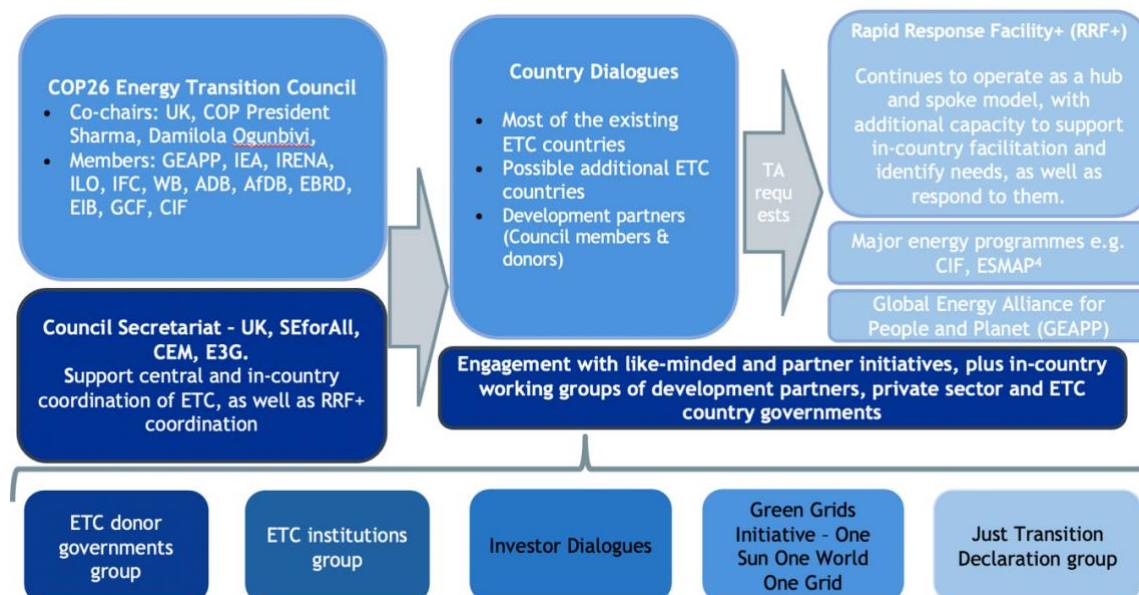 COP26 Energy Transition Council
• Co-chairs: UK, COP President
Sharma, Damilola Ogunbivi,
• Members: GEAPP, IEA, IRENA,
ILO, IFC, WB, ADB, AfDB, EBRD,
EIB, GCF, CIF
Council Secretariat – UK, SEforAll,
CEM, E3G.
Support central and in-country
coordination of ETC, as well as RRF+
coordination
Country Dialogues
• Most of the existing
ETC countries
• Possible additional ETC
countries
• Development partners
(Council members &
donors)
TA
requ
ests
Rapid Response Facility+ (RRF+)
Continues to operate as a hub
and spoke model, with
additional capacity to support
in-country facilitation and
identify needs, as well as
respond to them.
Major energy programmes e.g.
CIF, ESMAP⁴
Global Energy Alliance for
People and Planet (GEAPP)
Engagement with like-minded and partner initiatives, plus in-country
working groups of development partners, private sector and ETC
country governments
ETC donor
governments
group
ETC institutions
group
Investor Dialogues
Green Grids
Initiative – One
Sun One World
One Grid
Just Transition
Declaration group